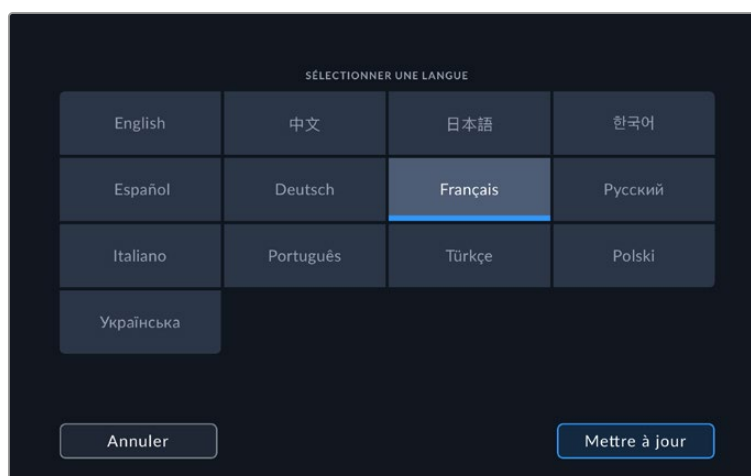 SÉLECTIONNER UNE LANGUE
English 中文 日本語 한국어
Español Deutsch Français Русский
Italiano Português Türkçe Polski
Українська
Annuler Mettre à jour